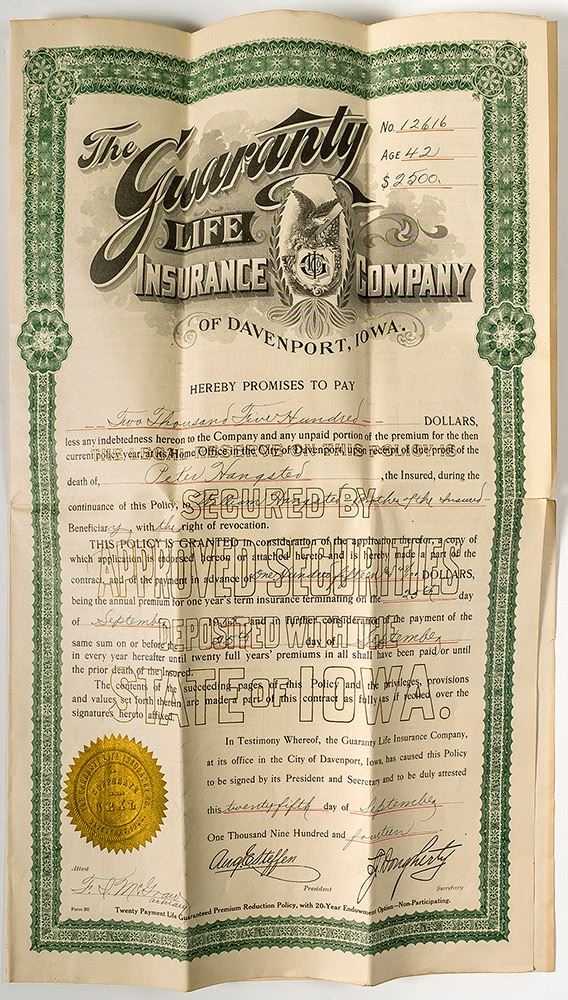 The
Guaranty
LIFE
INSURANCE COMPANY
OF DAVENPORT, IOWA.
No. 12616
AGE 42
$ 2500.
HEREBY PROMISES TO PAY
Two Thousand Five Hundred DOLLARS,
less any indebtedness hereon to the Company and any unpaid portion of the premium for the then
current policy year, at its Home Office in the City of Davenport, upon receipt of due proof of the
death of, Peter Hangsted, the Insured, during the
continuance of this Policy, to Hangsted, Mother of the Insured
Beneficiary, with the right of revocation.
THIS POLICY IS GRANTED in consideration of the application therefor, a copy of
which application is endorsed hereon or attached hereto and is hereby made a part of the
contract, and of the payment in advance of One Hundred DOLLARS,
being the annual premium for one year's term insurance terminating on the 25th day
of September and in further consideration of the payment of the
same sum on or before 25th day of September
in every year hereafter until twenty full years' premiums in all shall have been paid/or until
the prior death of the Insured.
The contents of the succeeding pages of this Policy and the privileges, provisions
and values set forth therein are made a part of this contract as fully as if recited over the
signatures hereto affixed.
SECURED BY
APPROVED SECURITIES
DEPOSITED WITH THE
STATE OF IOWA.
In Testimony Whereof, the Guaranty Life Insurance Company,
at its office in the City of Davenport, Iowa, has caused this Policy
to be signed by its President and Secretary and to be duly attested
this twenty fifth day of September
One Thousand Nine Hundred and fourteen
CORPORATE
SEAL
Attest
President
L. J. Dougherty
Secretary
Form 201
Twenty Payment Life Guaranteed Premium Reduction Policy, with 20-Year Endowment Option—Non-Participating.